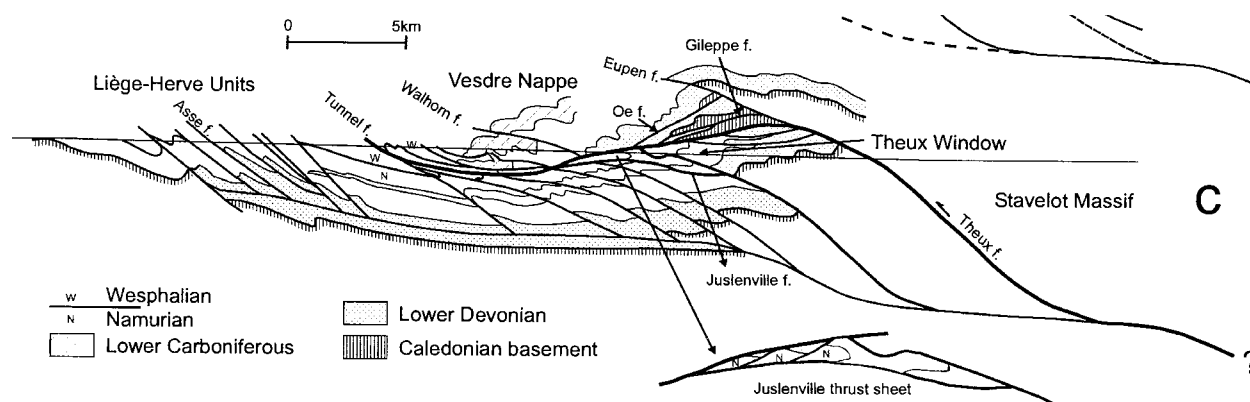 0 5km
Gileppe f.
Eupen f.
Vesdre Nappe
Liège-Herve Units
Asse f.
Tunnel f.
Walhorn f.
Oe f.
Theux Window
W
W
N
Stavelot Massif
C
Theux f.
Juslenville f.
W Westphalian
N Namurian
Lower Carboniferous
Lower Devonian
Caledonian basement
N N N
Juslenville thrust sheet
?